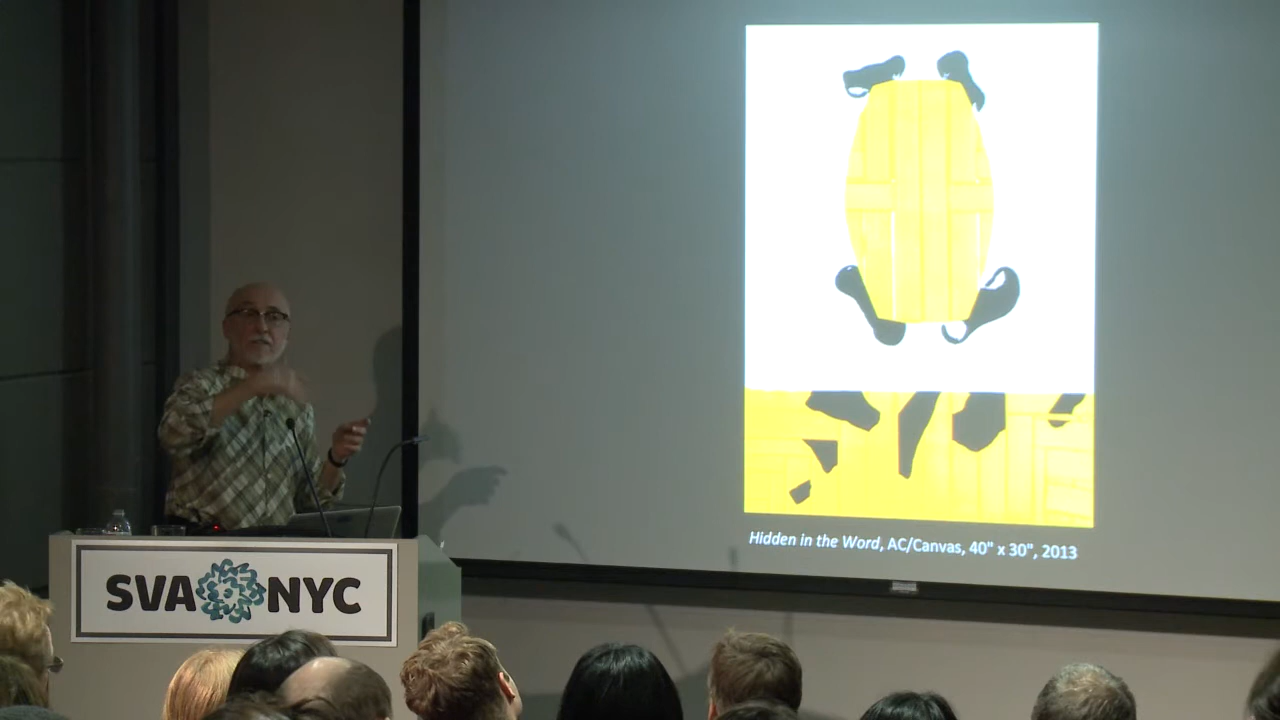 Hidden in the Word, AC/Canvas, 40" x 30", 2013
SVA NYC